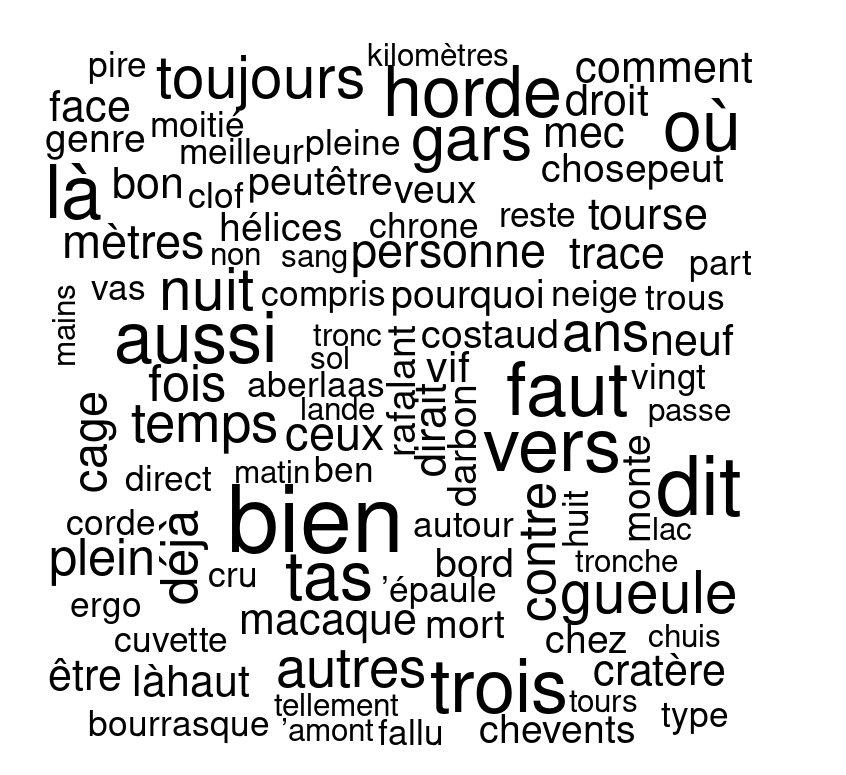 pire toujours kilomètres comment
face horde droit
genre moitié meilleur pleine gars mec où
là bon clof peutêtre veux chosepeut
hélices chrone reste tourse
mètres non sang personne trace part
mains vas nuit compris pourquoi neige trous
aussi tronc costaud ans neuf
sol rafalant vif
fois aberlaas dirait faut vingt
cage temps lande ceux darbon vers passe
direct matin ben monte dit
corde déjà bien autour contre huit lac
plein cru tas bord tronche
ergo 'épaule gueule
cuvette macaque mort chez chuis
être làhaut autres trois cratère
tellement tours
bourrasque 'amont fallu chevents type